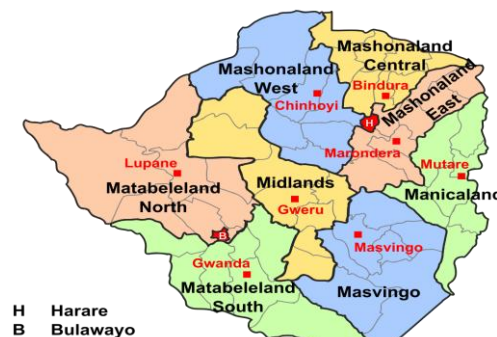 Mashonaland
Central
Bindura
Mashonaland
West
Chinhoyi
Mashonaland
East
H
Marondera
Lupane
Matabeleland
North
Midlands
Gweru
Mutare
Manicaland
B
Masvingo
Gwanda
Matabeleland
South
Masvingo
H Harare
B Bulawayo